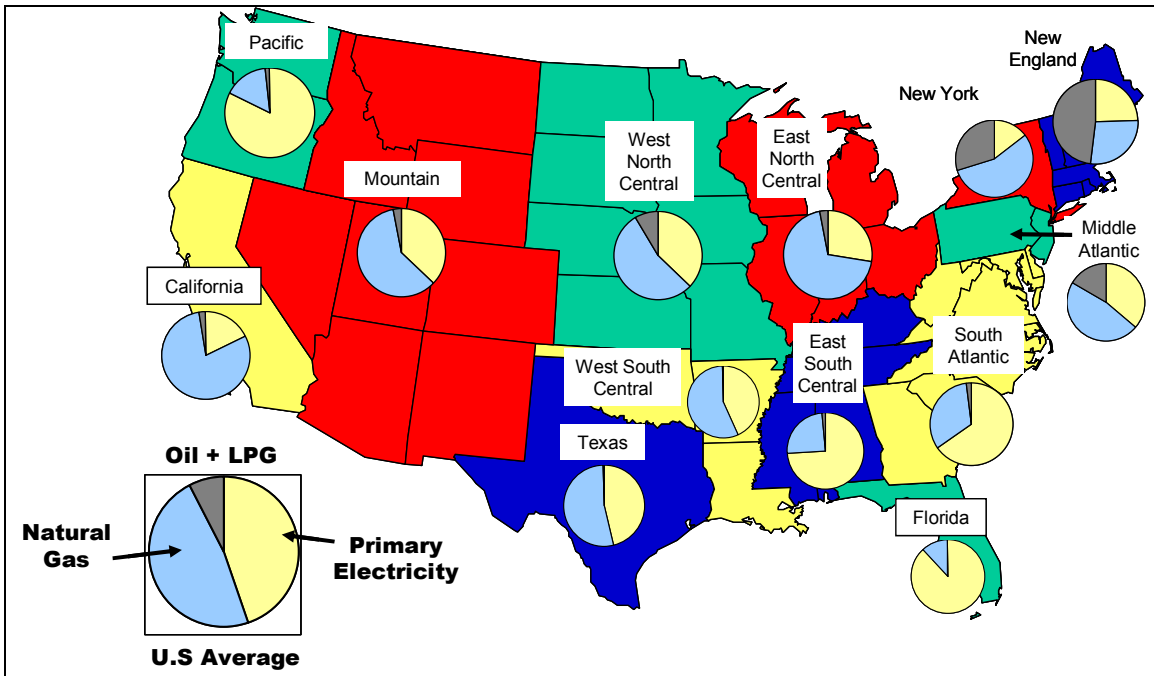 Pacific
New
England
New York
West
North
Central
East
North
Central
Mountain
Middle
Atlantic
California
South
Atlantic
East
South
Central
West South
Central
Texas
Oil + LPG
Natural
Gas
Primary
Electricity
Florida
U.S Average